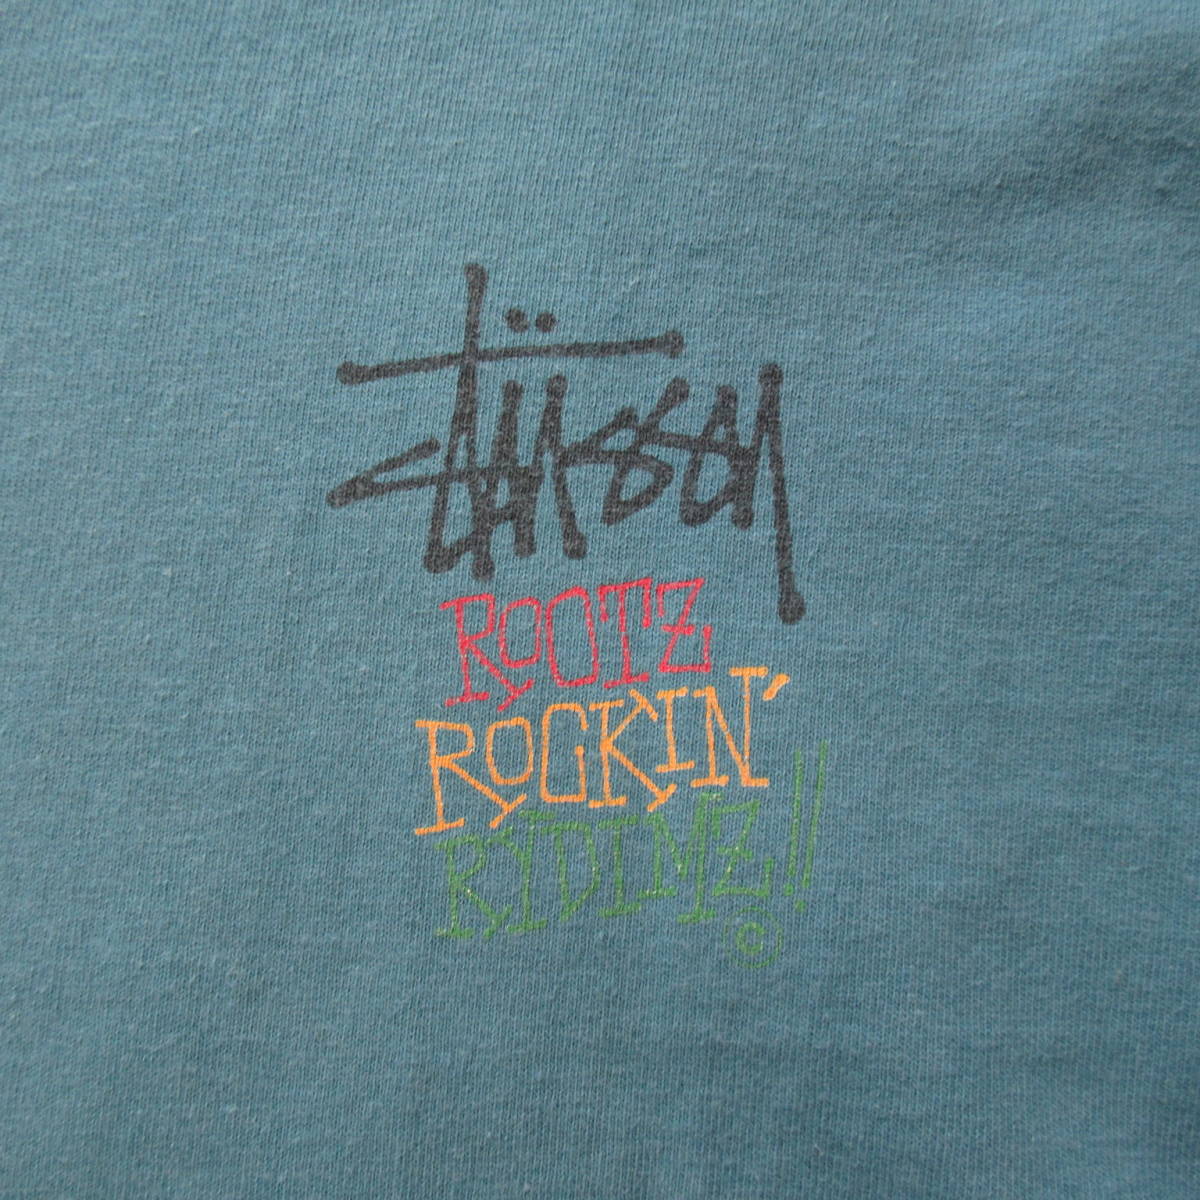 Stüssy
ROOTZ
ROCKIN'
RYDIMZ!!
©